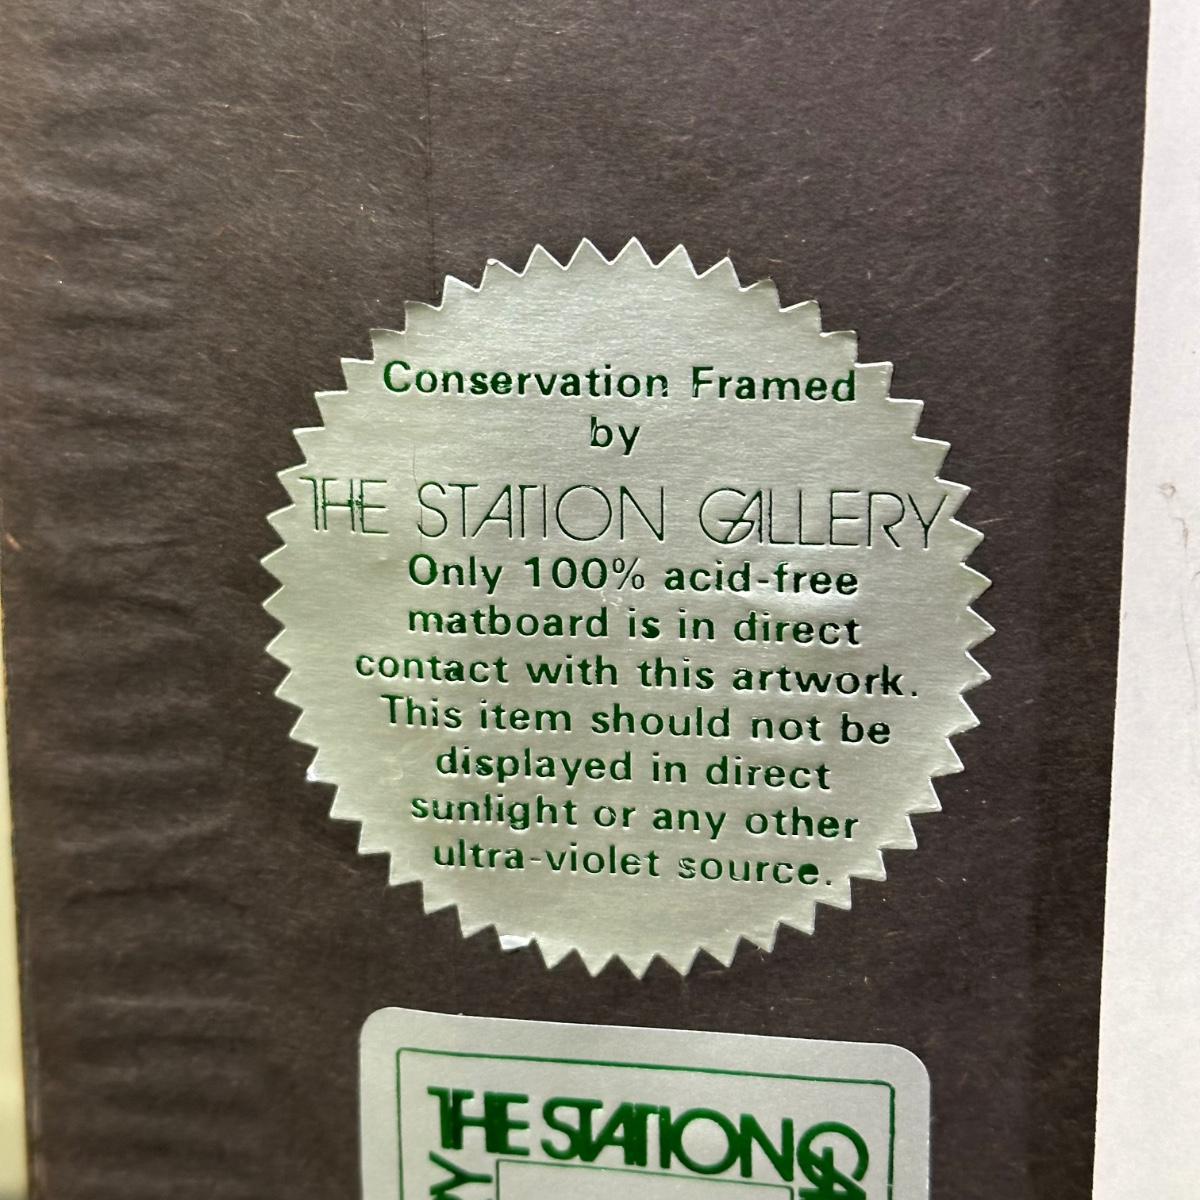 Conservation Framed
by
THE STATION GALLERY
Only 100% acid-free
matboard is in direct
contact with this artwork.
This item should not be
displayed in direct
sunlight or any other
ultra-violet source.
THE STATION GA